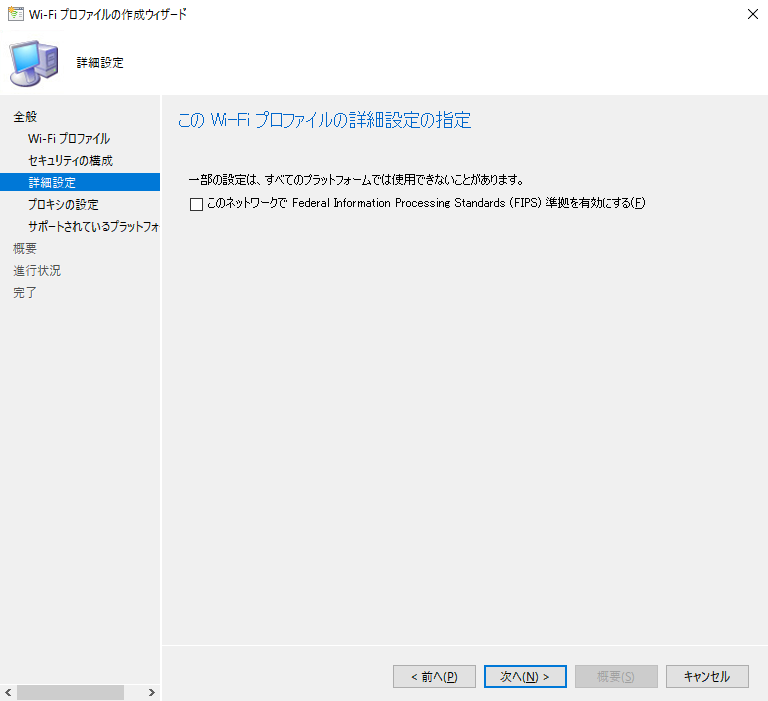 Wi-Fi プロファイルの作成ウィザード
詳細設定
全般
Wi-Fi プロファイル
セキュリティの構成
詳細設定
プロキシの設定
サポートされているプラットフォ
概要
進行状況
完了
この Wi-Fi プロファイルの詳細設定の指定
一部の設定は、すべてのプラットフォームでは使用できないことがあります。
このネットワークで Federal Information Processing Standards (FIPS) 準拠を有効にする(F)
< 前へ(P)
次へ(N) >
概要(S)
キャンセル